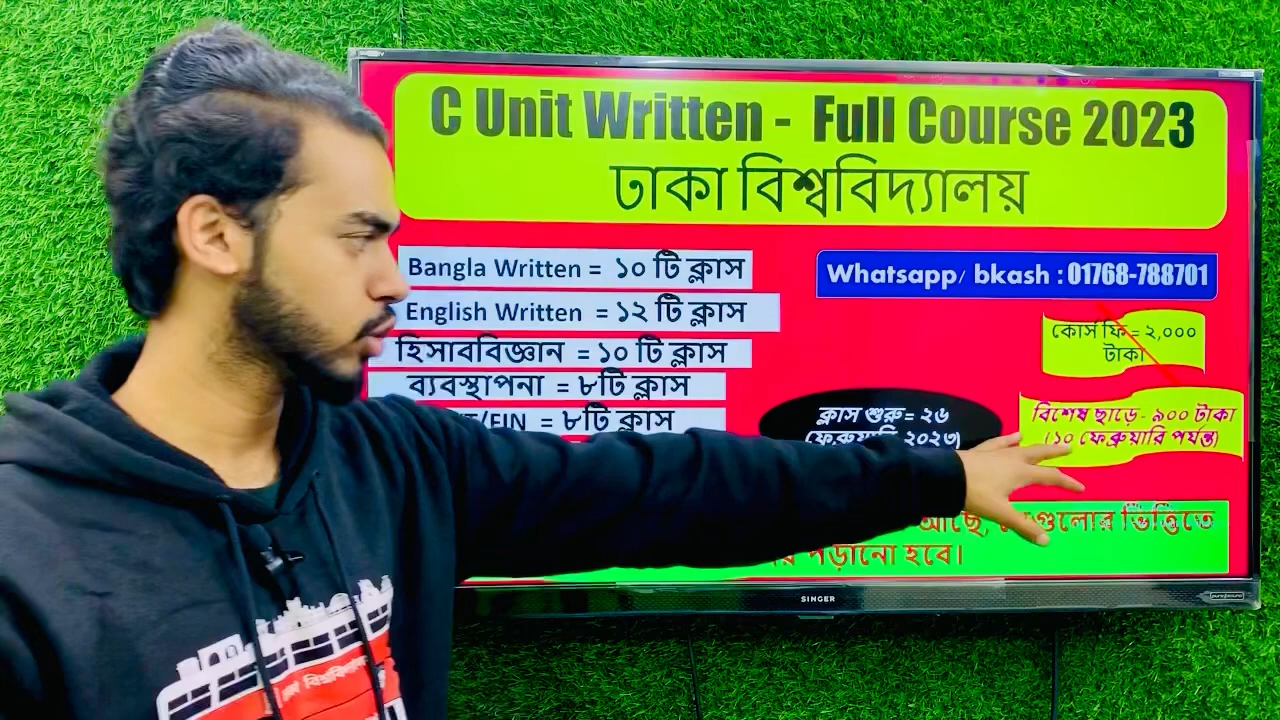 C Unit Written - Full Course 2023
ঢাকা বিশ্ববিদ্যালয়
Bangla Written = ১০ টি ক্লাস
Whatsapp/ bkash : 01768-788701
English Written = ১২ টি ক্লাস
হিসাববিজ্ঞান = ১০ টি ক্লাস
ব্যবস্থাপনা = ৮টি ক্লাস
/FIN = ৮টি ক্লাস
কোর্স ফি = ২,০০০
টাকা
ক্লাস শুরু= ২৬
ফেব্রুয়ারি ২০২৩)
বিশেষ ছাড়ে- ৯০০ টাকা
(১০ ফেব্রুয়ারি পর্যন্ত)
আছে, ভিত্তিতে
পড়ানো হবে।
SINGER